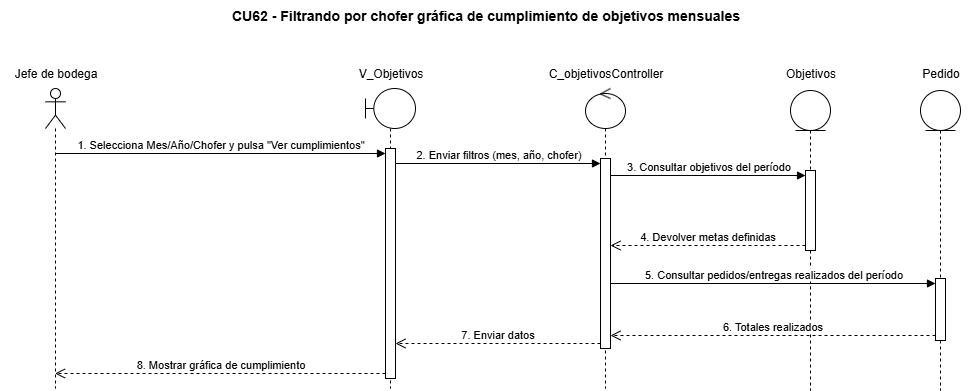 CU62 - Filtrando por chofer gráfica de cumplimiento de objetivos mensuales
Jefe de bodega
V_Objetivos
C_objetivosController
Objetivos
Pedido
1. Selecciona Mes/Año/Chofer y pulsa "Ver cumplimientos"
2. Enviar filtros (mes, año, chofer)
3. Consultar objetivos del período
4. Devolver metas definidas
5. Consultar pedidos/entregas realizados del período
6. Totales realizados
7. Enviar datos
8. Mostrar gráfica de cumplimiento